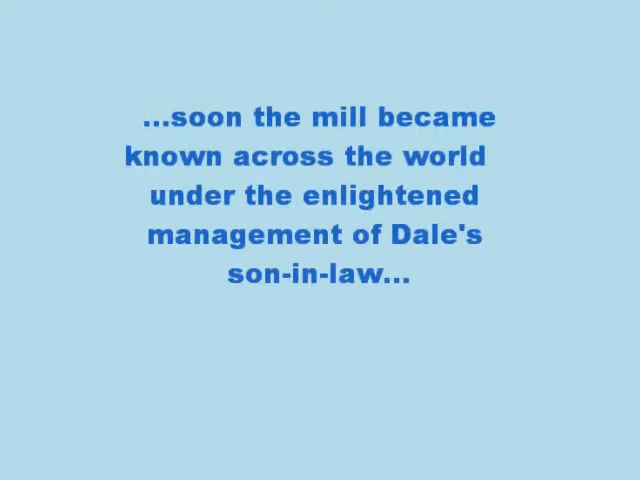 ...soon the mill became
known across the world
under the enlightened
management of Dale's
son-in-law...